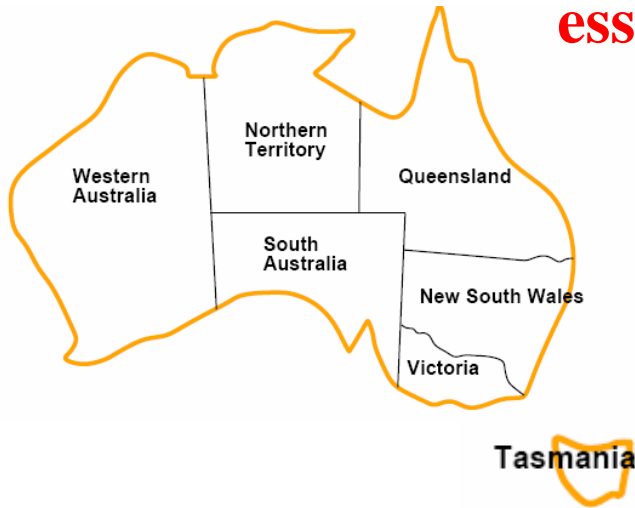 ess
Northern
Territory
Western
Australia
Queensland
South
Australia
New South Wales
Victoria
Tasmania